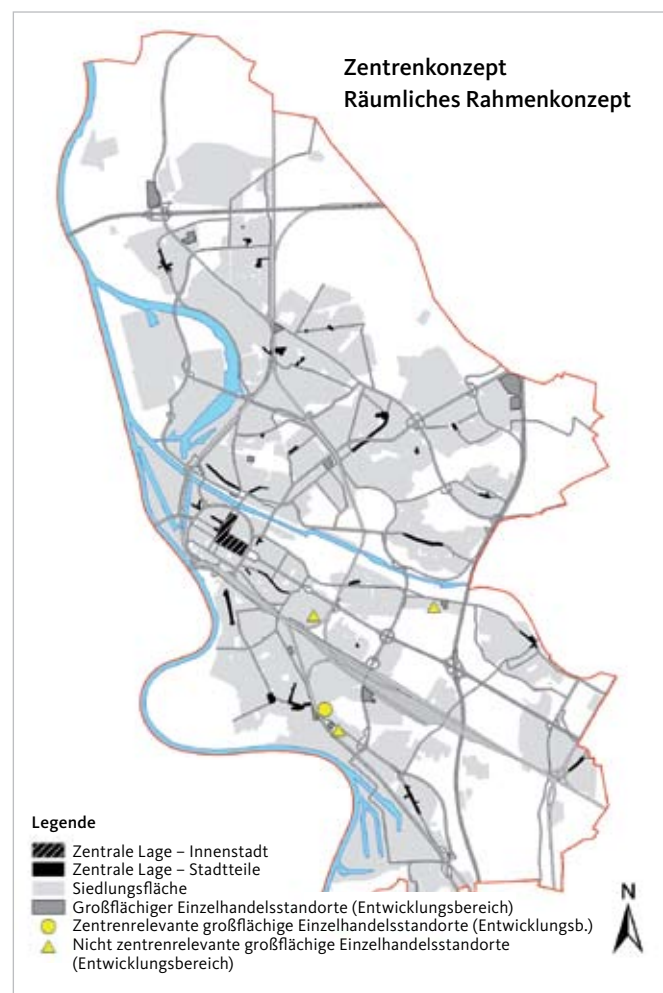 Zentrenkonzept
Räumliches Rahmenkonzept
Legende
Zentrale Lage – Innenstadt
Zentrale Lage – Stadtteile
Siedlungsfläche
Großflächiger Einzelhandelsstandorte (Entwicklungsbereich)
Zentrenrelevante großflächige Einzelhandelsstandorte (Entwicklungsb.)
Nicht zentrenrelevante großflächige Einzelhandelsstandorte
(Entwicklungsbereich)
N